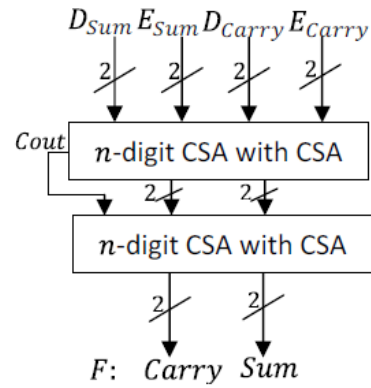 D_Sum E_Sum D_Carry E_Carry
2 2 2 2
Cout
n-digit CSA with CSA
2 2
n-digit CSA with CSA
2 2
F: Carry Sum